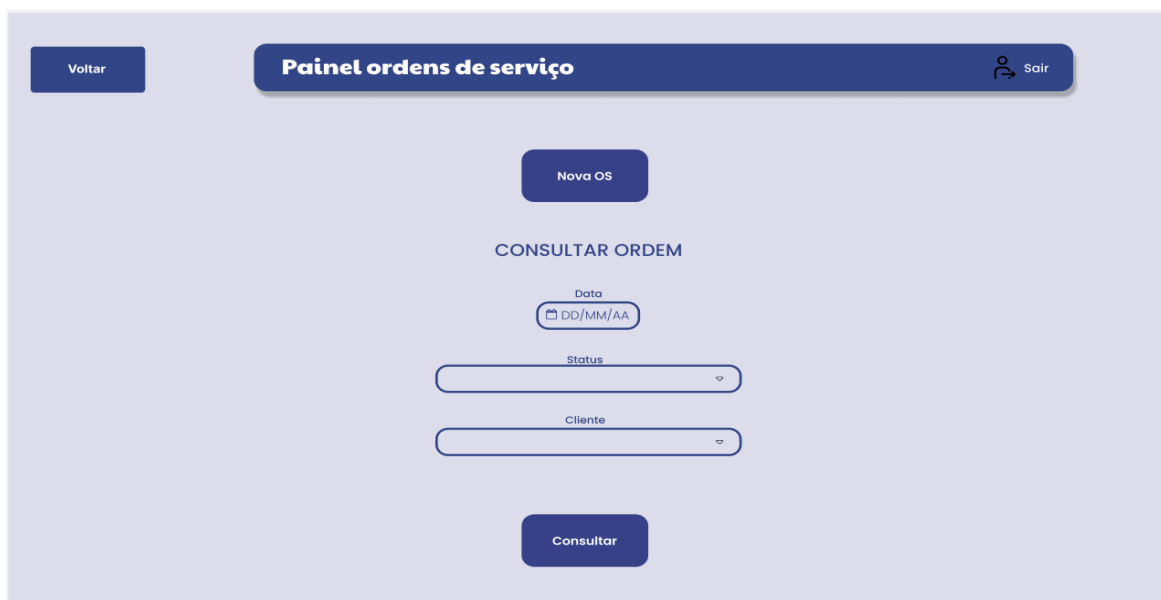 Voltar
Painel ordens de serviço
Sair
Nova OS
CONSULTAR ORDEM
Data
DD/MM/AA
Status
Cliente
Consultar